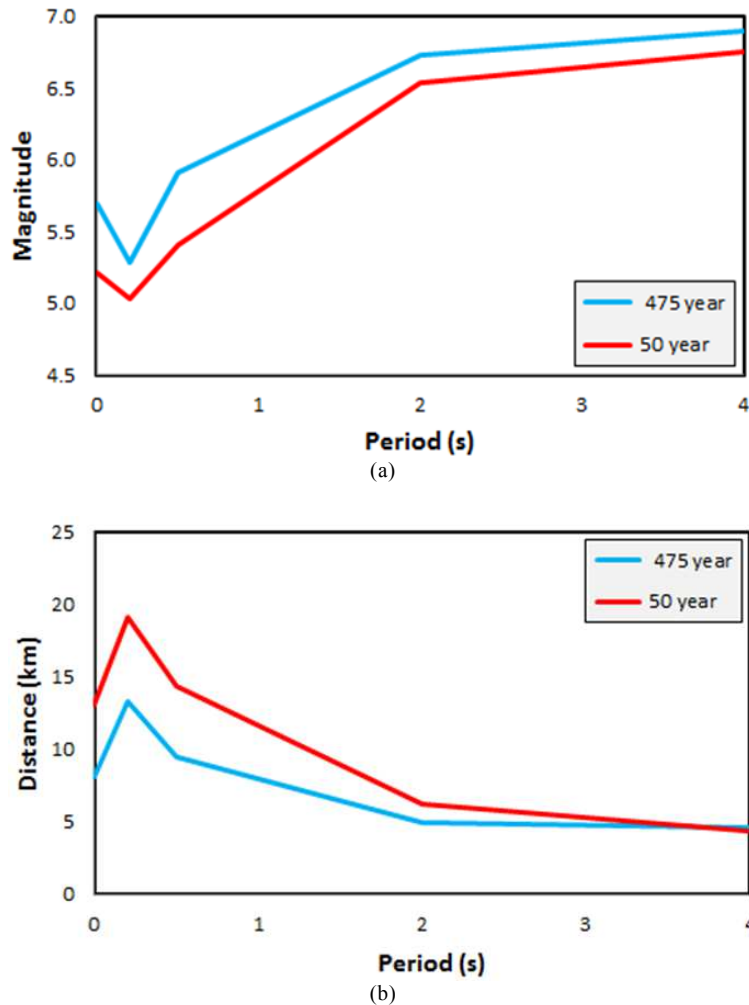 7.0
6.5
6.0
5.5
5.0
4.5
Magnitude
475 year
50 year
0 1 2 3 4
Period (s)
(a)
25
20
15
10
5
0
Distance (km)
475 year
50 year
0 1 2 3 4
Period (s)
(b)